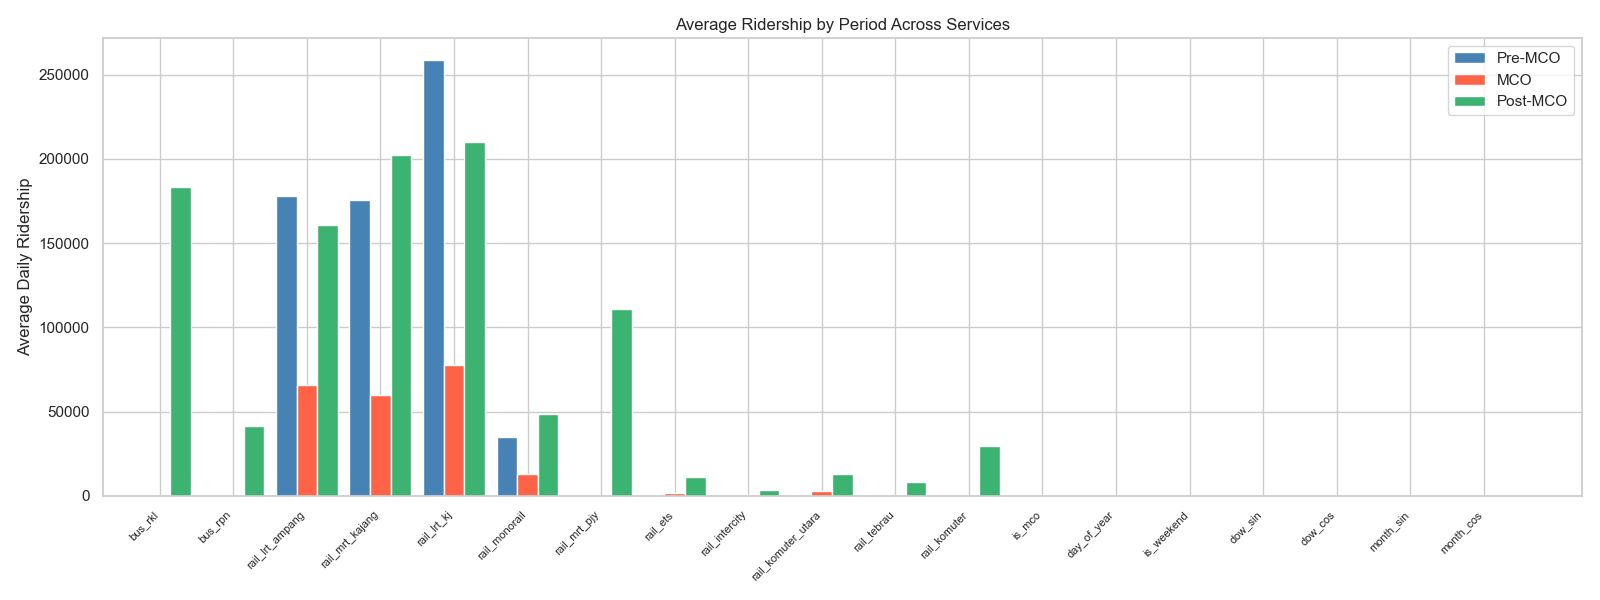 Average Ridership by Period Across Services
Pre-MCO
MCO
Post-MCO
Average Daily Ridership
250000
200000
150000
100000
50000
0
bus_rkl
bus_rpn
rail_lrt_ampang
rail_mrt_kajang
rail_lrt_kj
rail_monorail
rail_mrt_pjy
rail_ets
rail_intercity
rail_komuter_utara
rail_tebrau
rail_komuter
is_mco
day_of_year
is_weekend
dow_sin
dow_cos
month_sin
month_cos